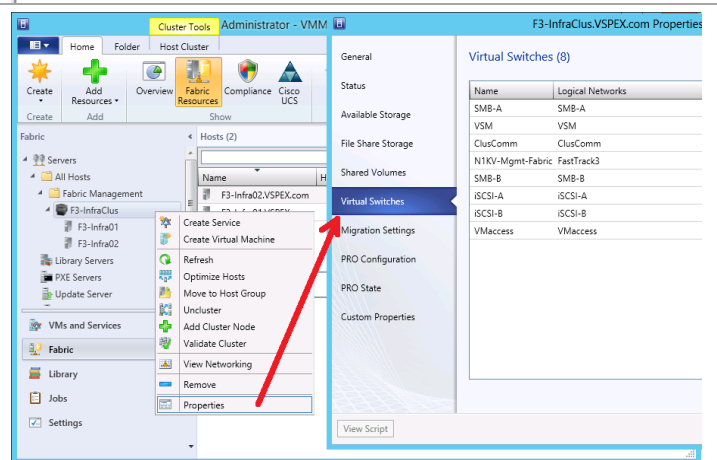 Cluster Tools
Administrator - VMM
Home
Folder
Host Cluster
Create
Add Resources
Overview
Fabric Resources
Compliance
Cisco UCS
Create
Add
Show
Fabric
Servers
All Hosts
Fabric Management
F3-InfraClus
F3-Infra01
F3-Infra02
Library Servers
PXE Servers
Update Server
VMs and Services
Fabric
Library
Jobs
Settings
Hosts (2)
Name
H
F3-Infra02.VSPEX.com
Create Service
Create Virtual Machine
Refresh
Optimize Hosts
Move to Host Group
Uncluster
Add Cluster Node
Validate Cluster
View Networking
Remove
Properties
F3-InfraClus.VSPEX.com Properties
General
Status
Available Storage
File Share Storage
Shared Volumes
Virtual Switches
Migration Settings
PRO Configuration
PRO State
Custom Properties
View Script
Virtual Switches (8)
Name Logical Networks
SMB-A SMB-A
VSM VSM
ClusComm ClusComm
N1KV-Mgmt-Fabric FastTrack3
SMB-B SMB-B
iSCSI-A iSCSI-A
iSCSI-B iSCSI-B
VMaccess VMaccess